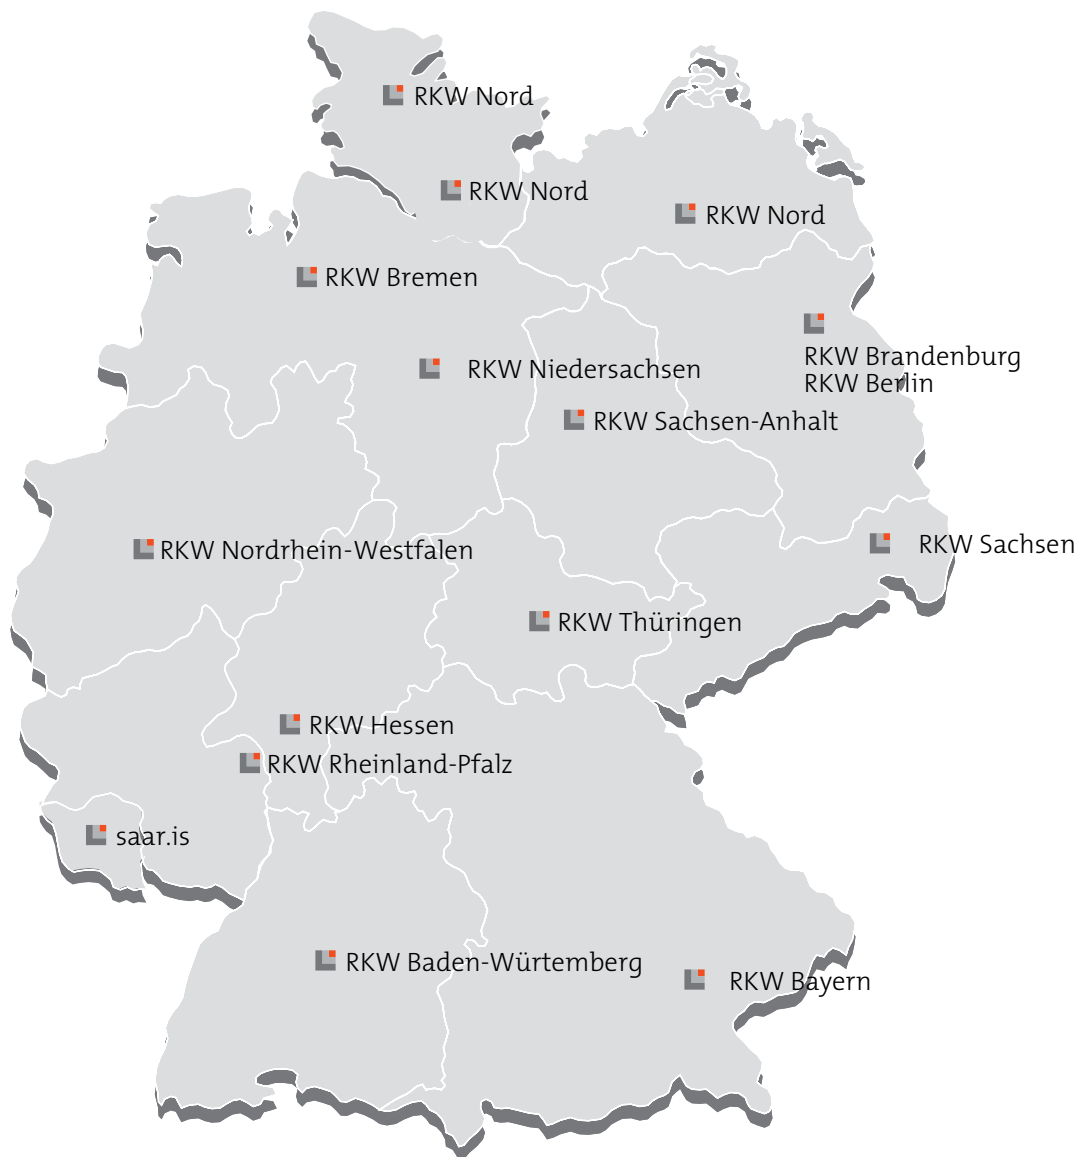 RKW Nord
RKW Nord
RKW Nord
RKW Bremen
RKW Brandenburg
RKW Berlin
RKW Niedersachsen
RKW Sachsen-Anhalt
RKW Nordrhein-Westfalen
RKW Sachsen
RKW Thüringen
RKW Hessen
RKW Rheinland-Pfalz
saar.is
RKW Baden-Würtemberg
RKW Bayern